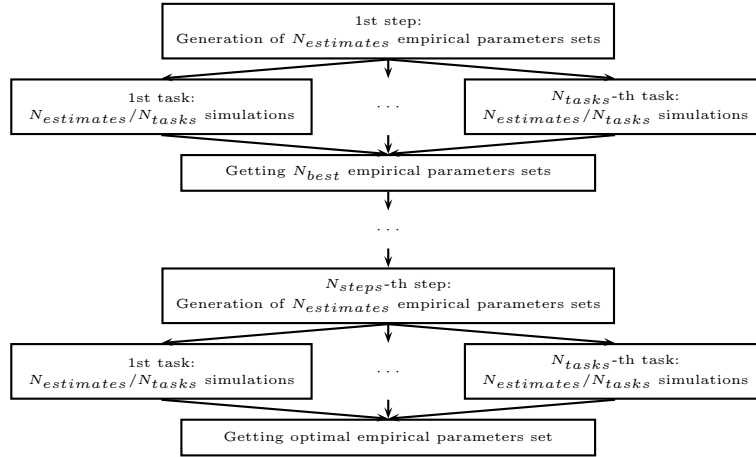 1st step:
Generation of N_estimates empirical parameters sets
1st task:
N_estimates/N_tasks simulations
. . .
N_tasks-th task:
N_estimates/N_tasks simulations
Getting N_best empirical parameters sets
. . .
N_steps-th step:
Generation of N_estimates empirical parameters sets
1st task:
N_estimates/N_tasks simulations
. . .
N_tasks-th task:
N_estimates/N_tasks simulations
Getting optimal empirical parameters set